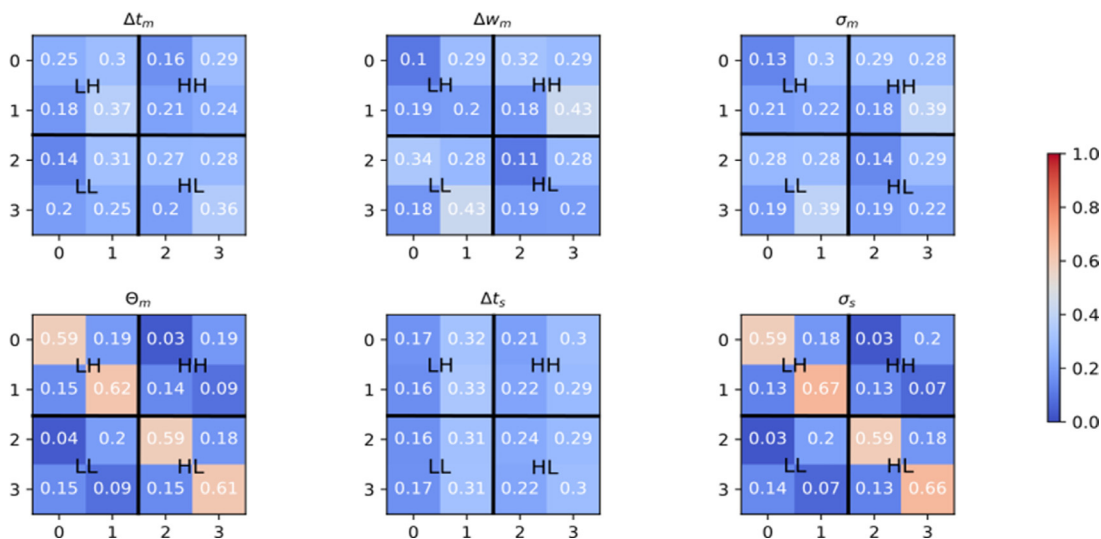 Δt_m Δw_m σ_m
0 0.25 0.3 0.16 0.29 0.1 0.29 0.32 0.29 0.13 0.3 0.29 0.28
LH HH LH HH LH HH
1 0.18 0.37 0.21 0.24 1 0.19 0.2 0.18 0.43 1 0.21 0.22 0.18 0.39
2 0.14 0.31 0.27 0.28 2 0.34 0.28 0.11 0.28 2 0.28 0.28 0.14 0.29
LL HL LL HL LL HL
3 0.2 0.25 0.2 0.36 3 0.18 0.43 0.19 0.2 3 0.19 0.39 0.19 0.22
0 1 2 3 0 1 2 3 0 1 2 3
Θ_m Δt_s σ_s
0 0.59 0.19 0.03 0.19 0 0.17 0.32 0.21 0.3 0 0.59 0.18 0.03 0.2
LH HH LH HH LH HH
1 0.15 0.62 0.14 0.09 1 0.16 0.33 0.22 0.29 1 0.13 0.67 0.13 0.07
2 0.04 0.2 0.59 0.18 2 0.16 0.31 0.24 0.29 2 0.03 0.2 0.59 0.18
LL HL LL HL LL HL
3 0.15 0.09 0.15 0.61 3 0.17 0.31 0.22 0.3 3 0.14 0.07 0.13 0.66
0 1 2 3 0 1 2 3 0 1 2 3
1.0
0.8
0.6
0.4
0.2
0.0